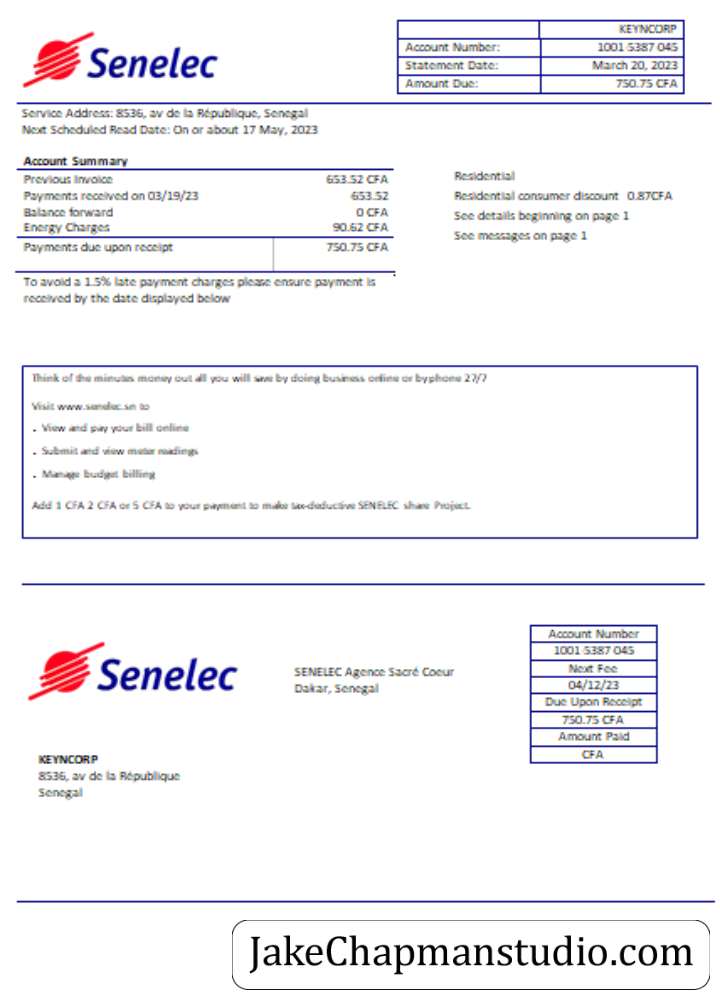 Senelec
KEYNCORP
Account Number: 1001 5387 045
Statement Date: March 20, 2023
Amount Due: 750.75 CFA
Service Address: 8536, av de la République, Senegal
Next Scheduled Read Date: On or about 17 May, 2023
Account Summary
Previous Invoice 653.52 CFA
Payments received on 03/19/23 653.52
Balance forward 0 CFA
Energy Charges 90.62 CFA
Payments due upon receipt 750.75 CFA
To avoid a 1.5% late payment charges please ensure payment is
received by the date displayed below
Residential
Residential consumer discount 0.87CFA
See details beginning on page 1
See messages on page 1
Think of the minutes money out all you will save by doing business online or by phone 27/7
Visit www.senelec.sn to
. View and pay your bill online
. Submit and view meter readings
. Manage budget billing
Add 1 CFA 2 CFA or 5 CFA to your payment to make tax-deductive SENELEC share Project.
Senelec
SENELEC Agence Sacré Coeur
Dakar, Senegal
Account Number
1001 5387 045
Next Fee
04/12/23
Due Upon Receipt
750.75 CFA
Amount Paid
CFA
KEYNCORP
8536, av de la République
Senegal
JakeChapmanstudio.com